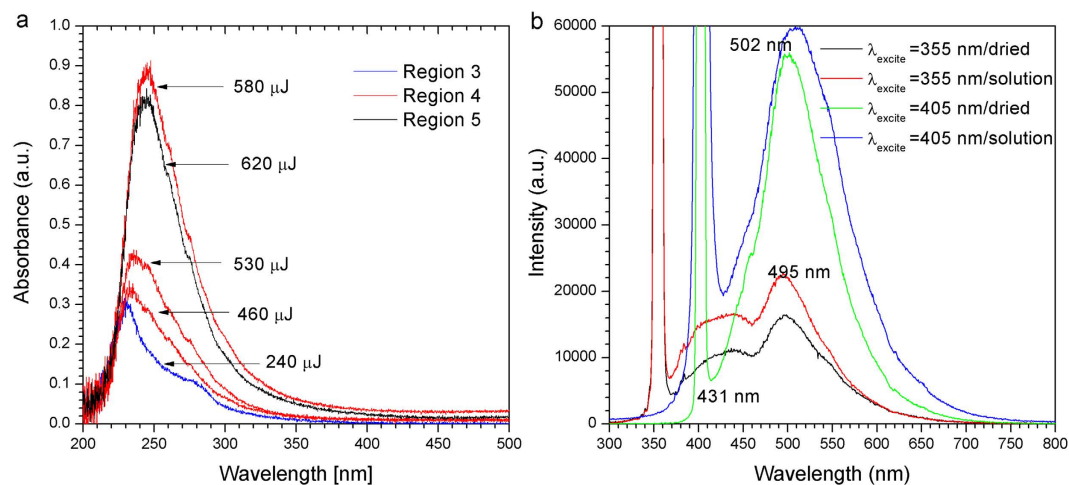 a
1.0
0.9
0.8
0.7
0.6
0.5
0.4
0.3
0.2
0.1
0.0
Absorbance (a.u.)
580 μJ
620 μJ
530 μJ
460 μJ
240 μJ
Region 3
Region 4
Region 5
200 250 300 350 400 450 500
Wavelength [nm]
b
60000
50000
40000
30000
20000
10000
0
Intensity (a.u.)
502 nm
495 nm
431 nm
λexcite=355 nm/dried
λexcite=355 nm/solution
λexcite=405 nm/dried
λexcite=405 nm/solution
300 350 400 450 500 550 600 650 700 750 800
Wavelength (nm)